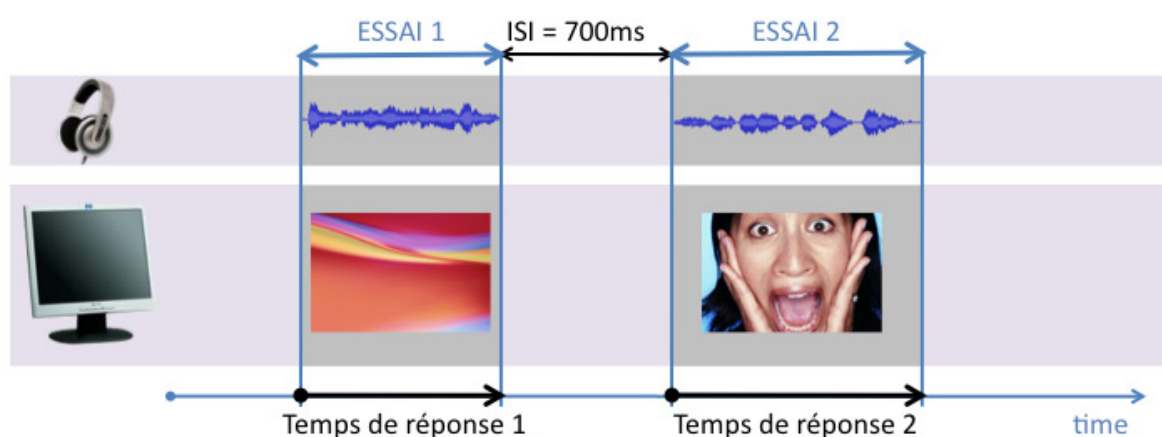 ESSAI 1
ISI = 700ms
ESSAI 2
Temps de réponse 1
Temps de réponse 2
time